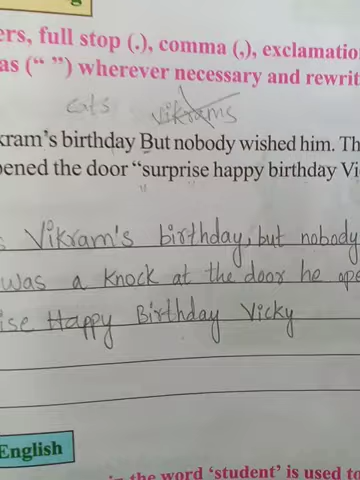 ers, full stop (.), comma (,), exclamatio
as (“ ”) wherever necessary and rewrit
cats Vikrams
kram's birthday But nobody wished him. Th
pened the door “surprise happy birthday Vi
Vikram's birthday, but nobody
was a knock at the door he ope
ise Happy Birthday Vicky
English
in the word ‘student’ is used to